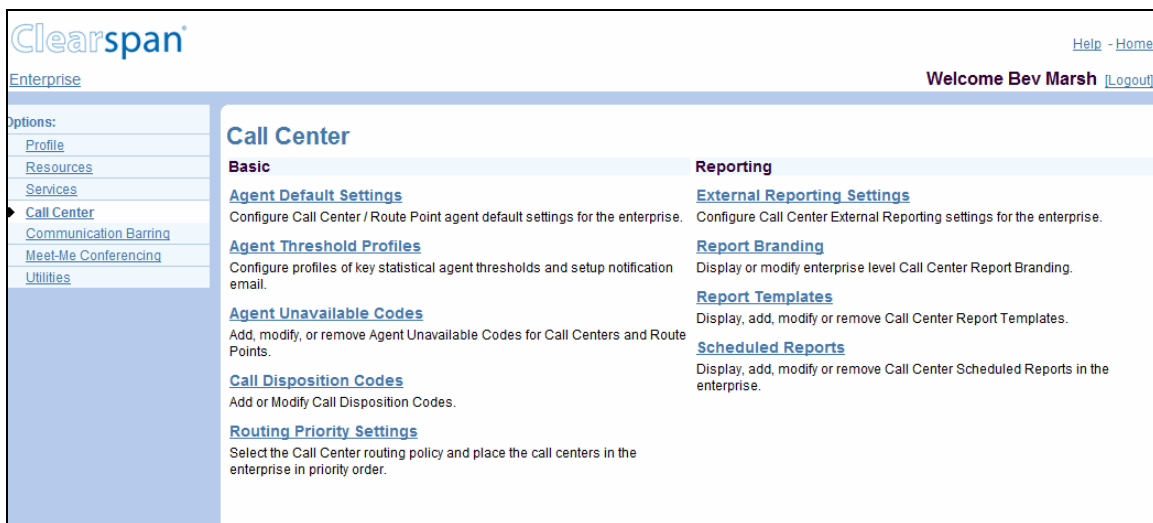 Clearspan
Help - Home
Enterprise
Welcome Bev Marsh [Logout]
Options:
Profile
Resources
Services
Call Center
Communication Barring
Meet-Me Conferencing
Utilities
Call Center
Basic
Agent Default Settings
Configure Call Center / Route Point agent default settings for the enterprise.
Agent Threshold Profiles
Configure profiles of key statistical agent thresholds and setup notification
email.
Agent Unavailable Codes
Add, modify, or remove Agent Unavailable Codes for Call Centers and Route
Points.
Call Disposition Codes
Add or Modify Call Disposition Codes.
Routing Priority Settings
Select the Call Center routing policy and place the call centers in the
enterprise in priority order.
Reporting
External Reporting Settings
Configure Call Center External Reporting settings for the enterprise.
Report Branding
Display or modify enterprise level Call Center Report Branding.
Report Templates
Display, add, modify or remove Call Center Report Templates.
Scheduled Reports
Display, add, modify or remove Call Center Scheduled Reports in the
enterprise.